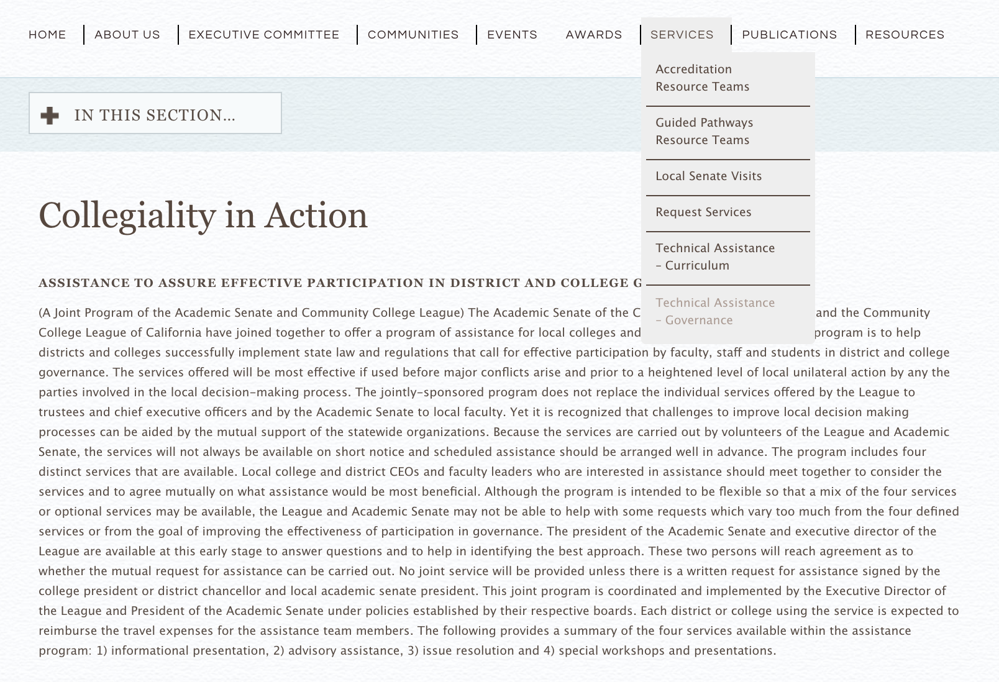 HOME ABOUT US EXECUTIVE COMMITTEE COMMUNITIES EVENTS AWARDS SERVICES PUBLICATIONS RESOURCES
Accreditation
Resource Teams
Guided Pathways
Resource Teams
Local Senate Visits
Request Services
Technical Assistance
– Curriculum
Technical Assistance
– Governance
IN THIS SECTION...
Collegiality in Action
ASSISTANCE TO ASSURE EFFECTIVE PARTICIPATION IN DISTRICT AND COLLEGE G
(A Joint Program of the Academic Senate and Community College League) The Academic Senate of the C and the Community
College League of California have joined together to offer a program of assistance for local colleges and program is to help
districts and colleges successfully implement state law and regulations that call for effective participation by faculty, staff and students in district and college
governance. The services offered will be most effective if used before major conflicts arise and prior to a heightened level of local unilateral action by any the
parties involved in the local decision-making process. The jointly-sponsored program does not replace the individual services offered by the League to
trustees and chief executive officers and by the Academic Senate to local faculty. Yet it is recognized that challenges to improve local decision making
processes can be aided by the mutual support of the statewide organizations. Because the services are carried out by volunteers of the League and Academic
Senate, the services will not always be available on short notice and scheduled assistance should be arranged well in advance. The program includes four
distinct services that are available. Local college and district CEOs and faculty leaders who are interested in assistance should meet together to consider the
services and to agree mutually on what assistance would be most beneficial. Although the program is intended to be flexible so that a mix of the four services
or optional services may be available, the League and Academic Senate may not be able to help with some requests which vary too much from the four defined
services or from the goal of improving the effectiveness of participation in governance. The president of the Academic Senate and executive director of the
League are available at this early stage to answer questions and to help in identifying the best approach. These two persons will reach agreement as to
whether the mutual request for assistance can be carried out. No joint service will be provided unless there is a written request for assistance signed by the
college president or district chancellor and local academic senate president. This joint program is coordinated and implemented by the Executive Director of
the League and President of the Academic Senate under policies established by their respective boards. Each district or college using the service is expected to
reimburse the travel expenses for the assistance team members. The following provides a summary of the four services available within the assistance
program: 1) informational presentation, 2) advisory assistance, 3) issue resolution and 4) special workshops and presentations.